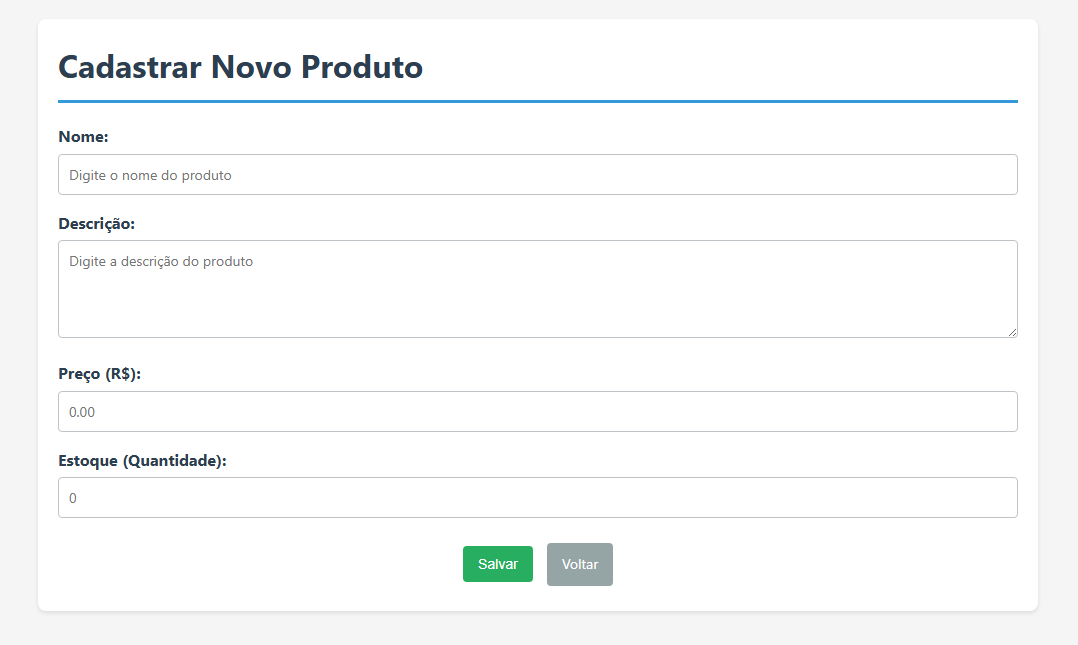 Cadastrar Novo Produto
Nome:
Digite o nome do produto
Descrição:
Digite a descrição do produto
Preço (R$):
0.00
Estoque (Quantidade):
0
Salvar Voltar